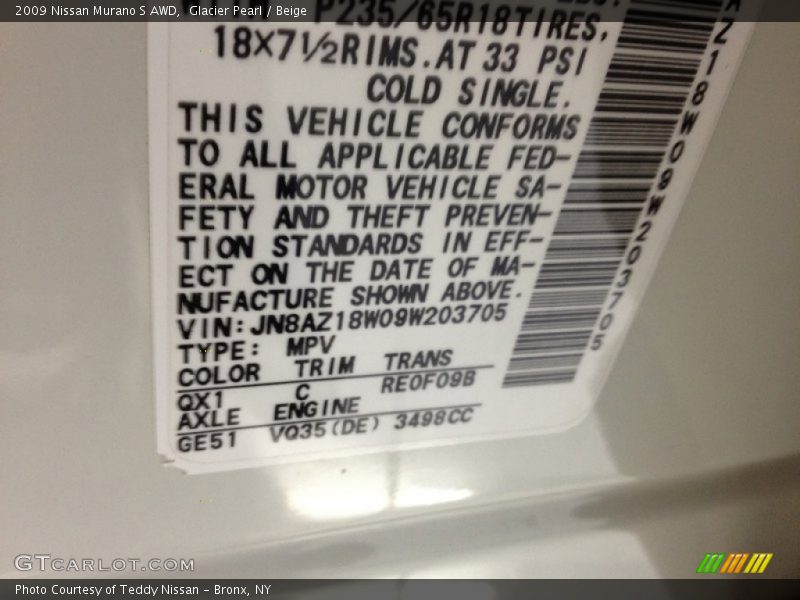 2009 Nissan Murano S AWD,  Glacier Pearl / Beige
P235/65R18TIRES,
18X7½RIMS.AT 33 PSI
COLD SINGLE.
THIS VEHICLE CONFORMS
TO ALL APPLICABLE FED-
ERAL MOTOR VEHICLE SA-
FETY AND THEFT PREVEN-
TION STANDARDS IN EFF-
ECT ON THE DATE OF MA-
NUFACTURE SHOWN ABOVE.
VIN:JN8AZ18W09W203705
TYPE: MPV
COLOR TRIM TRANS
QX1 C RE0F09B
AXLE ENGINE
GE51 VQ35(DE) 3498CC
AZ18W09W203705
GTCARLOT.COM
Photo Courtesy of Teddy Nissan - Bronx, NY